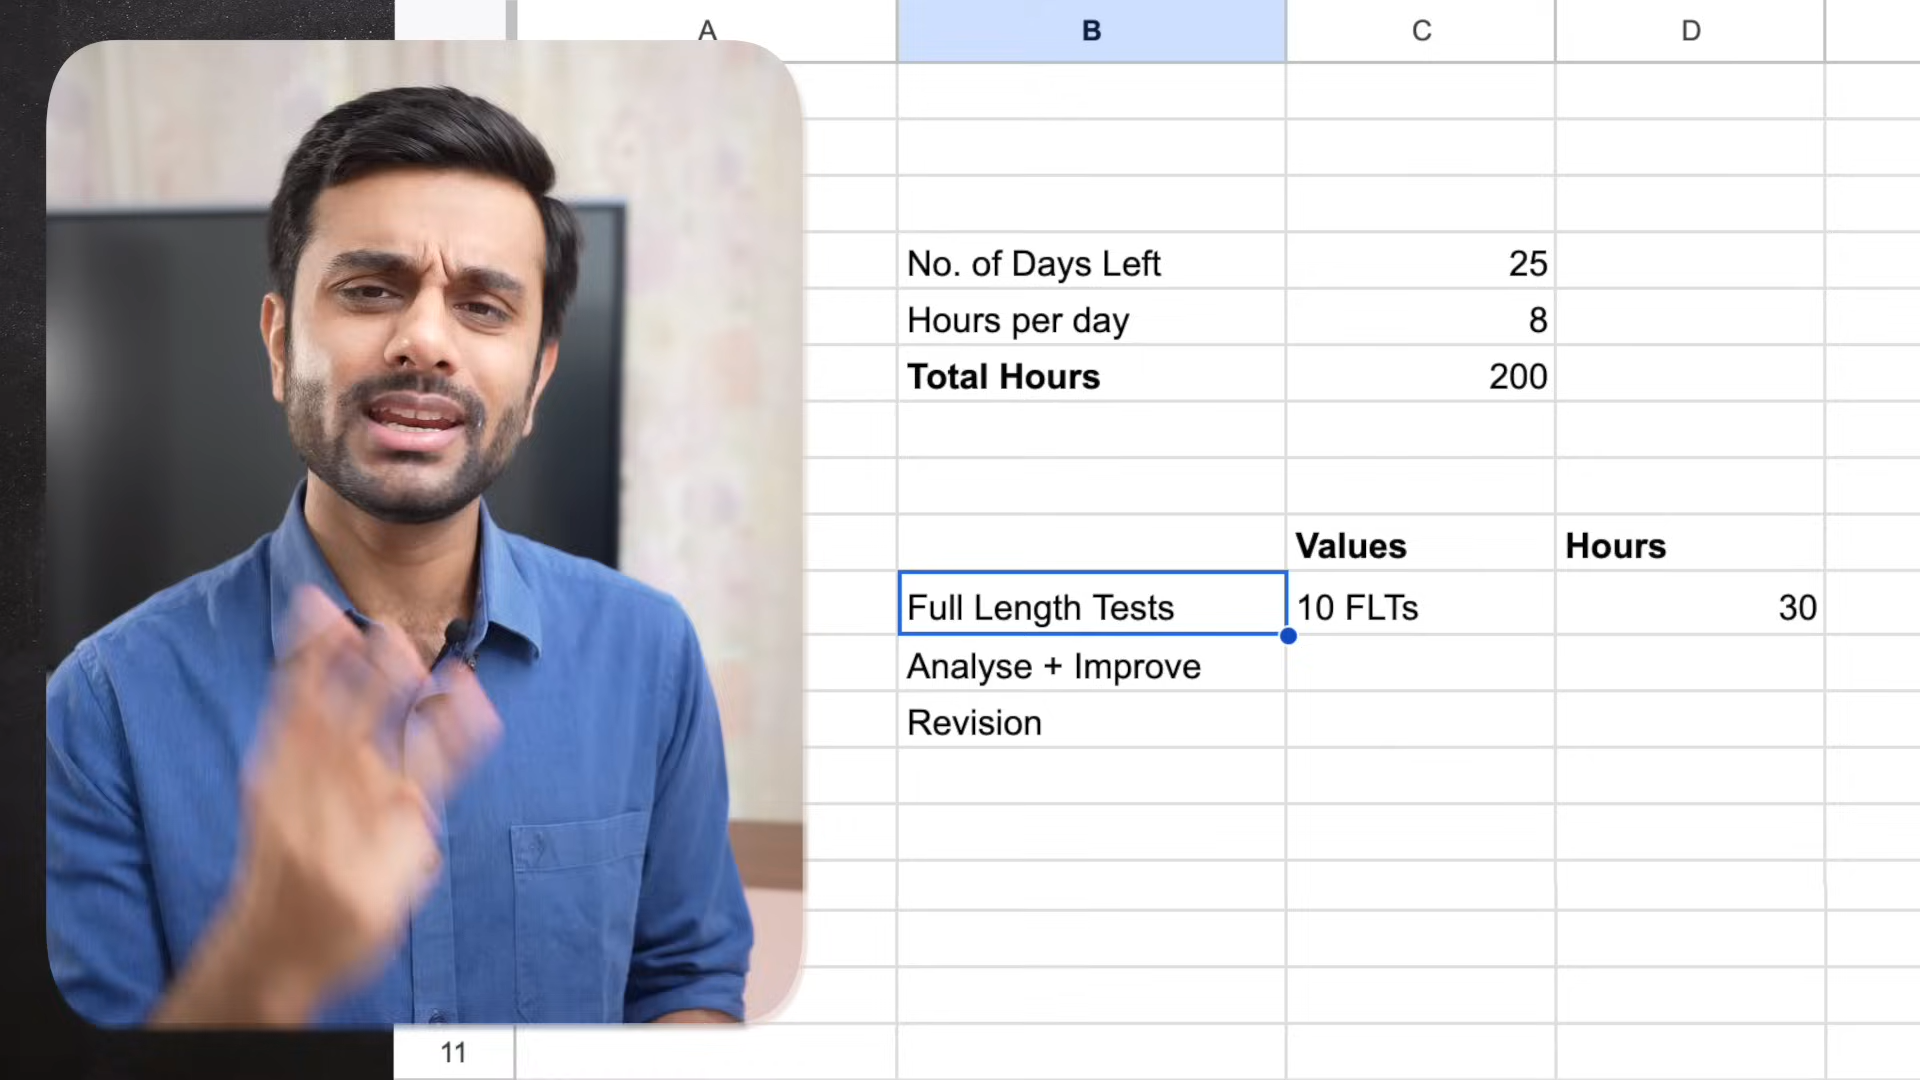 A B C D
No. of Days Left 25
Hours per day 8
Total Hours 200
Values Hours
Full Length Tests 10 FLTs 30
Analyse + Improve
Revision
11